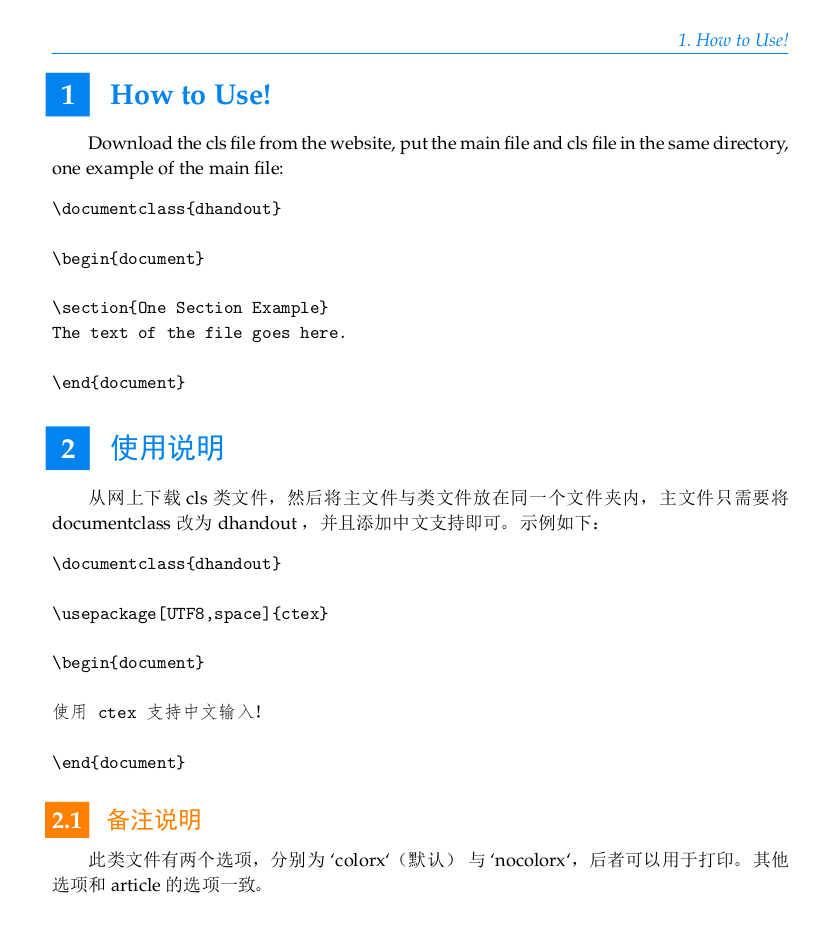 1. How to Use!
1 How to Use!
Download the cls file from the website, put the main file and cls file in the same directory,
one example of the main file:
\documentclass{dhandout}
\begin{document}
\section{One Section Example}
The text of the file goes here.
\end{document}
2 使用说明
从网上下载 cls 类文件，然后将主文件与类文件放在同一个文件夹内，主文件只需要将
documentclass 改为 dhandout ，并且添加中文支持即可。示例如下：
\documentclass{dhandout}
\usepackage[UTF8,space]{ctex}
\begin{document}
使用 ctex 支持中文输入!
\end{document}
2.1 备注说明
此类文件有两个选项，分别为 ‘colorx‘（默认） 与 ‘nocolorx‘，后者可以用于打印。其他
选项和 article 的选项一致。